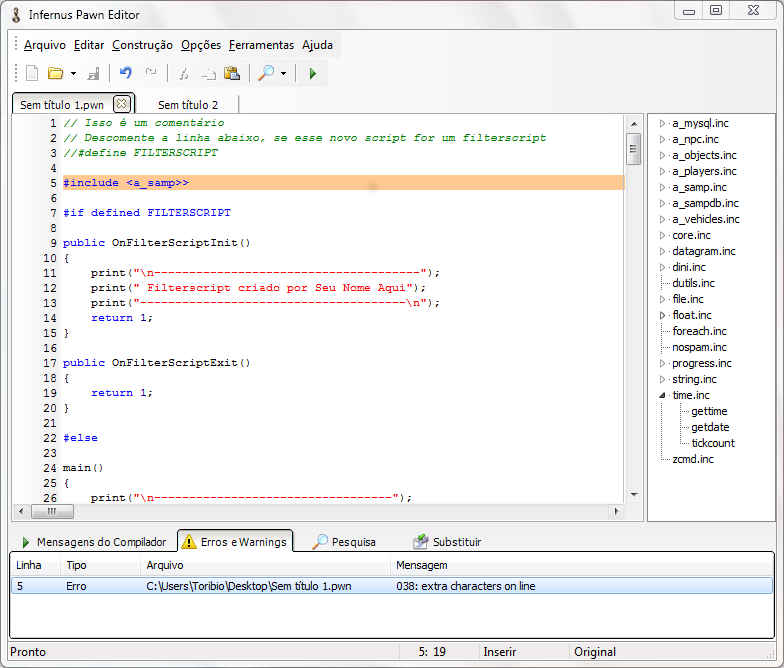 Infernus Pawn Editor
Arquivo Editar Construção Opções Ferramentas Ajuda
Sem título 1.pwn Sem título 2
1 // Isso é um comentário
2 // Descomente a linha abaixo, se esse novo script for um filterscript
3 //#define FILTERSCRIPT
4
5 #include <a_samp>>
6
7 #if defined FILTERSCRIPT
8
9 public OnFilterScriptInit()
10 {
11 print("\n--------------------------------------");
12 print(" Filterscript criado por Seu Nome Aqui");
13 print("--------------------------------------\n");
14 return 1;
15 }
16
17 public OnFilterScriptExit()
18 {
19 return 1;
20 }
21
22 #else
23
24 main()
25 {
26 print("\n----------------------------------");
a_mysql.inc
a_npc.inc
a_objects.inc
a_players.inc
a_samp.inc
a_sampdb.inc
a_vehicles.inc
core.inc
datagram.inc
dini.inc
dutils.inc
file.inc
float.inc
foreach.inc
nospam.inc
progress.inc
string.inc
time.inc
gettime
getdate
tickcount
zcmd.inc
Mensagens do Compilador Erros e Warnings Pesquisa Substituir
Linha Tipo Arquivo Mensagem
5 Erro C:\Users\Toribio\Desktop\Sem título 1.pwn 038: extra characters on line
Pronto 5: 19 Inserir Original